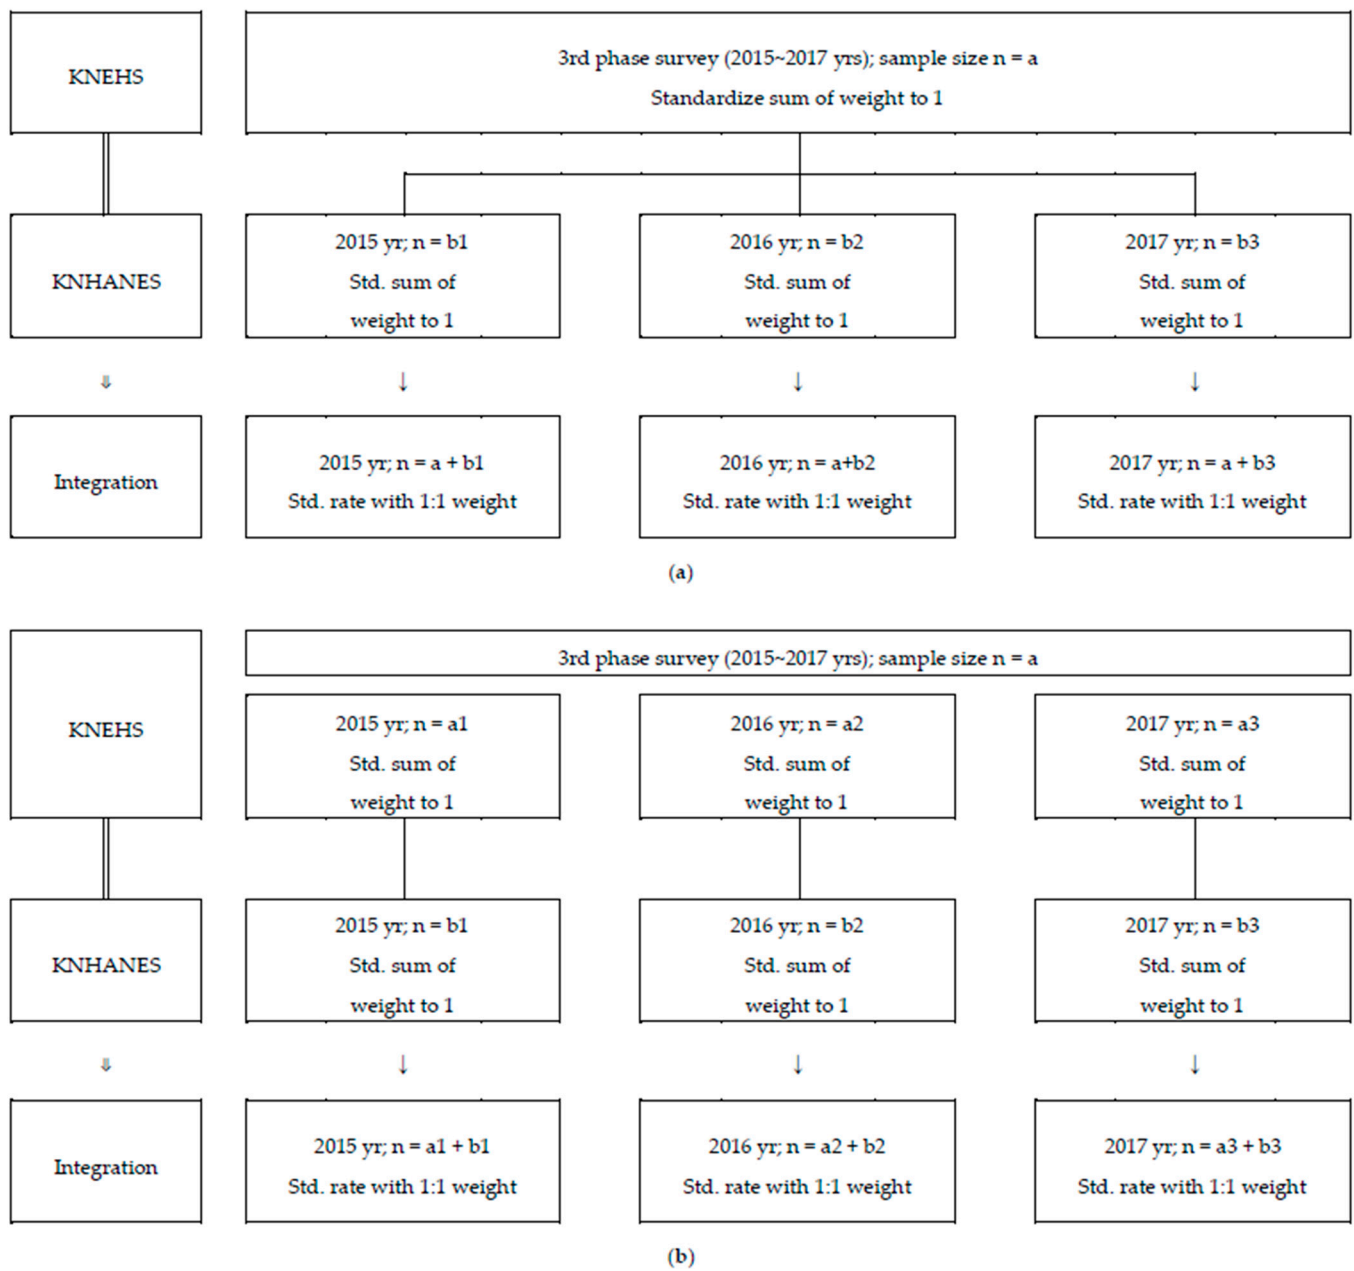 KNEHS
3rd phase survey (2015~2017 yrs); sample size n = a
Standardize sum of weight to 1
KNHANES
2015 yr; n = b1
Std. sum of
weight to 1
2016 yr; n = b2
Std. sum of
weight to 1
2017 yr; n = b3
Std. sum of
weight to 1
⇓
↓
↓
↓
Integration
2015 yr; n = a + b1
Std. rate with 1:1 weight
2016 yr; n = a+b2
Std. rate with 1:1 weight
2017 yr; n = a + b3
Std. rate with 1:1 weight
(a)
KNEHS
3rd phase survey (2015~2017 yrs); sample size n = a
2015 yr; n = a1
Std. sum of
weight to 1
2016 yr; n = a2
Std. sum of
weight to 1
2017 yr; n = a3
Std. sum of
weight to 1
KNHANES
2015 yr; n = b1
Std. sum of
weight to 1
2016 yr; n = b2
Std. sum of
weight to 1
2017 yr; n = b3
Std. sum of
weight to 1
⇓
↓
↓
↓
Integration
2015 yr; n = a1 + b1
Std. rate with 1:1 weight
2016 yr; n = a2 + b2
Std. rate with 1:1 weight
2017 yr; n = a3 + b3
Std. rate with 1:1 weight
(b)